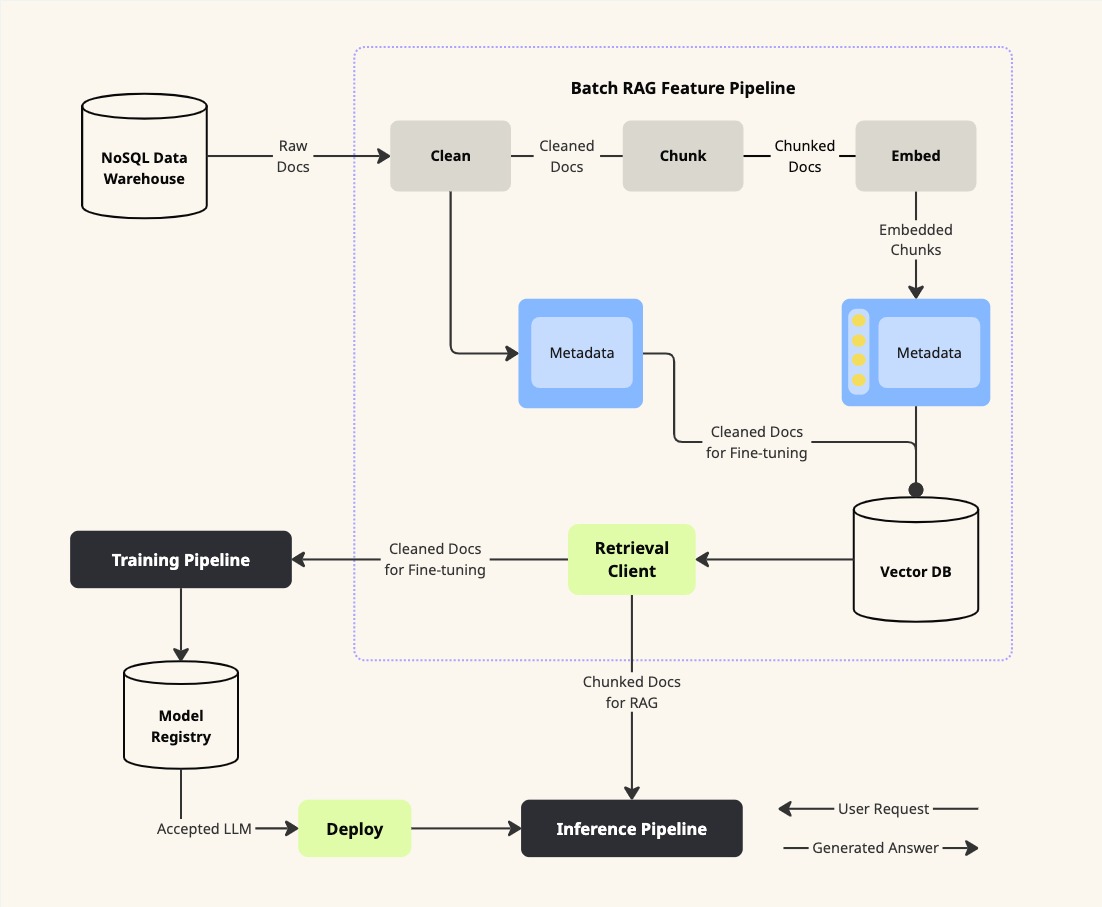 Batch RAG Feature Pipeline
NoSQL Data
Warehouse
Raw
Docs
Clean
Cleaned
Docs
Chunk
Chunked
Docs
Embed
Embedded
Chunks
Metadata
Metadata
Cleaned Docs
for Fine-tuning
Training Pipeline
Cleaned Docs
for Fine-tuning
Retrieval
Client
Vector DB
Chunked Docs
for RAG
Model
Registry
Accepted LLM
Deploy
Inference Pipeline
User Request
Generated Answer